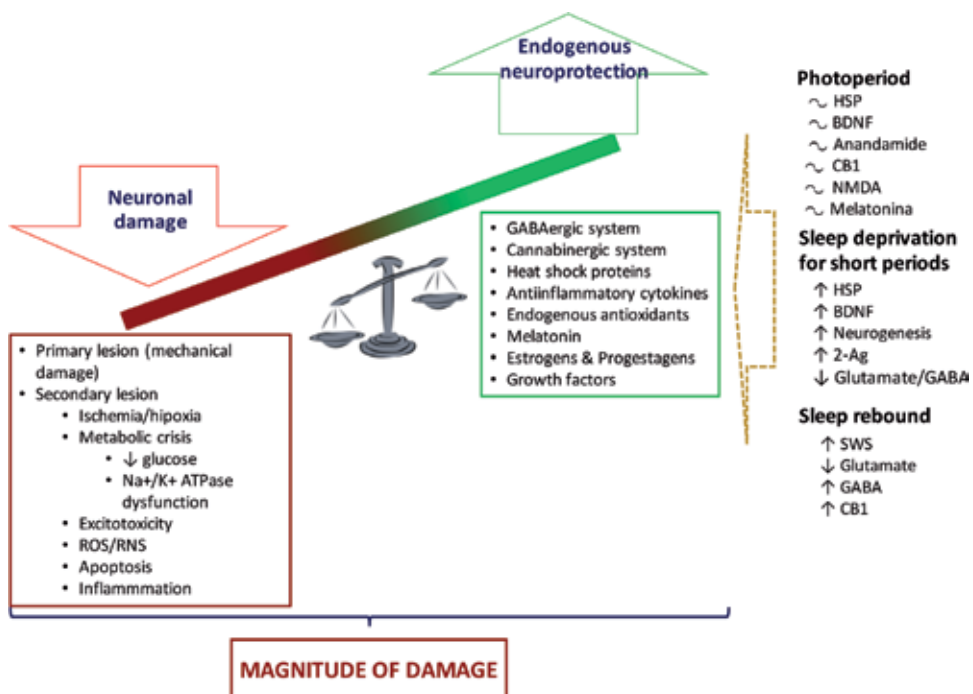 Endogenous
neuroprotection
Neuronal
damage
• Primary lesion (mechanical
damage)
• Secondary lesion
• Ischemia/hipoxia
• Metabolic crisis
• ↓ glucose
• Na+/K+ ATPase
dysfunction
• Excitotoxicity
• ROS/RNS
• Apoptosis
• Inflammmation
• GABAergic system
• Cannabinergic system
• Heat shock proteins
• Antiinflammatory cytokines
• Endogenous antioxidants
• Melatonin
• Estrogens & Progestagens
• Growth factors
Photoperiod
~ HSP
~ BDNF
~ Anandamide
~ CB1
~ NMDA
~ Melatonina
Sleep deprivation
for short periods
↑ HSP
↑ BDNF
↑ Neurogenesis
↑ 2-Ag
↓ Glutamate/GABA
Sleep rebound
↑ SWS
↓ Glutamate
↑ GABA
↑ CB1
MAGNITUDE OF DAMAGE